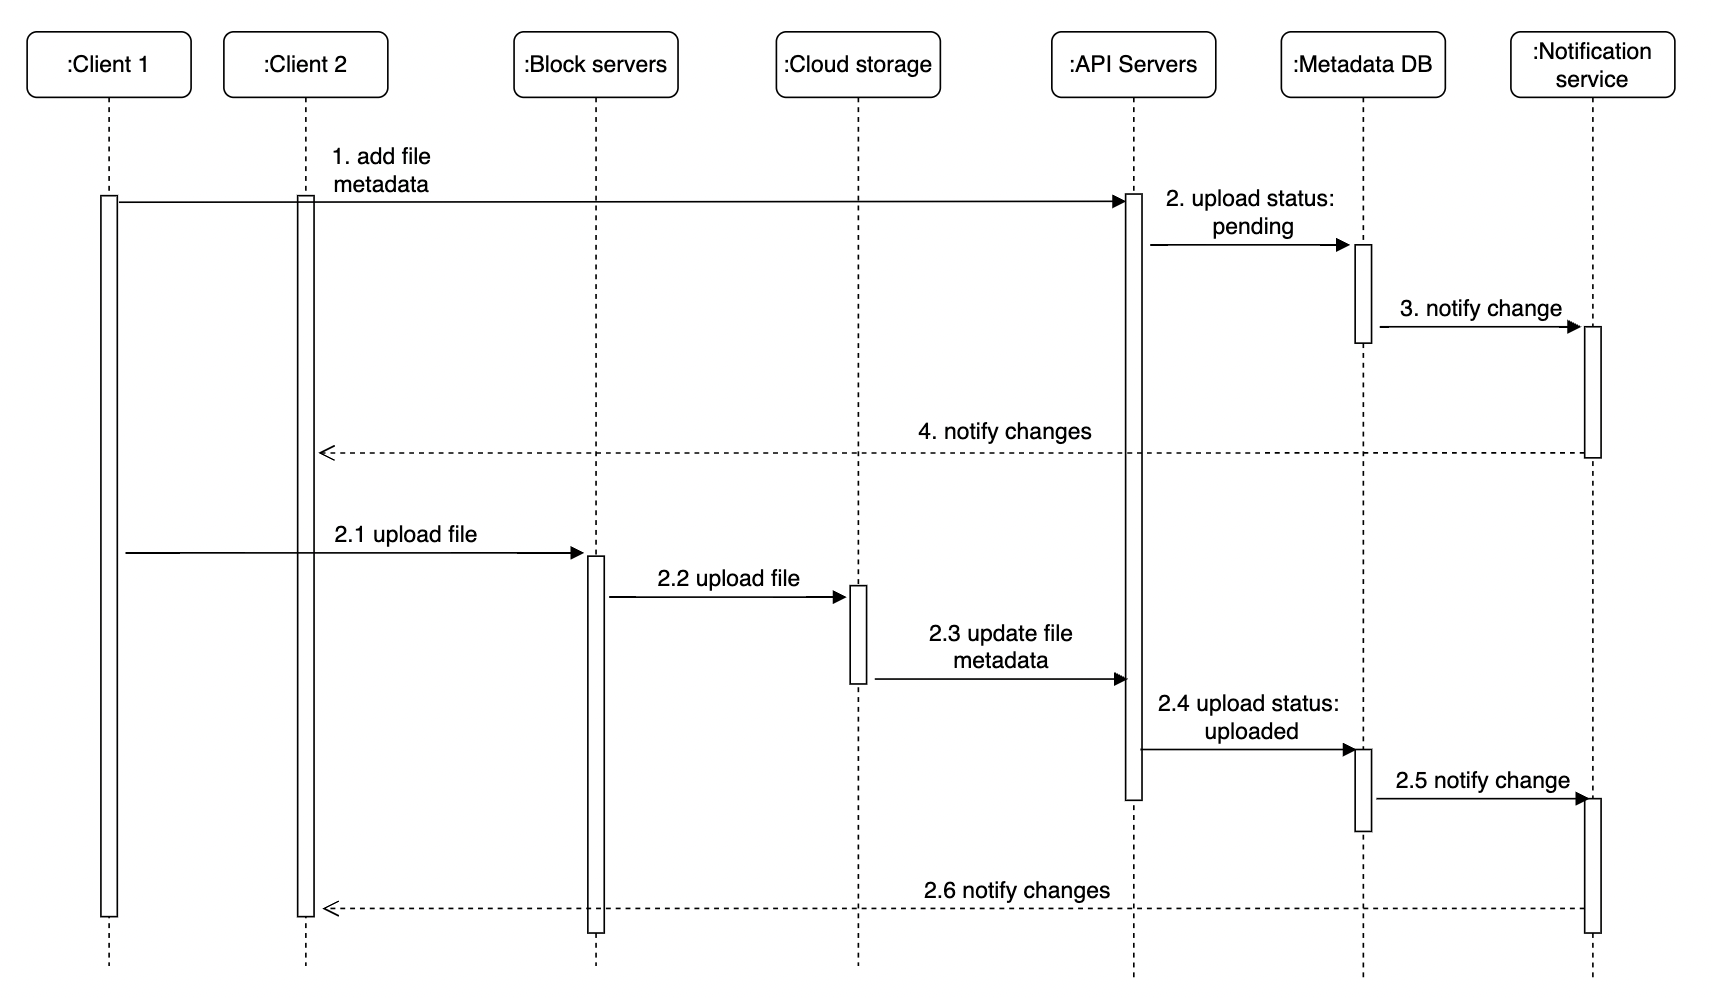 :Client 1
:Client 2
:Block servers
:Cloud storage
:API Servers
:Metadata DB
:Notification
service
1. add file
metadata
2. upload status:
pending
3. notify change
4. notify changes
2.1 upload file
2.2 upload file
2.3 update file
metadata
2.4 upload status:
uploaded
2.5 notify change
2.6 notify changes